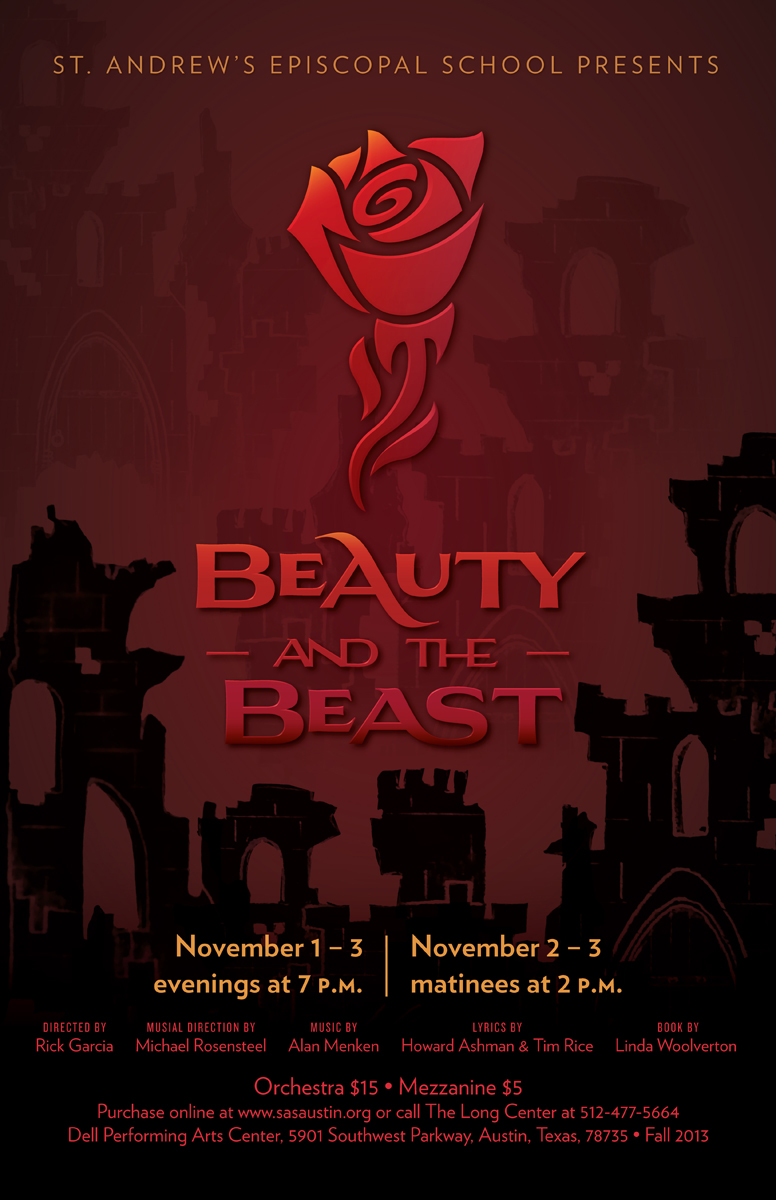 ST. ANDREW'S EPISCOPAL SCHOOL PRESENTS
BEAUTY
— AND THE —
BEAST
November 1 – 3
evenings at 7 P.M.
November 2 – 3
matinees at 2 P.M.
DIRECTED BY
Rick Garcia
MUSIAL DIRECTION BY
Michael Rosensteel
MUSIC BY
Alan Menken
LYRICS BY
Howard Ashman & Tim Rice
BOOK BY
Linda Woolverton
Orchestra $15 • Mezzanine $5
Purchase online at www.sasaustin.org or call The Long Center at 512-477-5664
Dell Performing Arts Center, 5901 Southwest Parkway, Austin, Texas, 78735 • Fall 2013